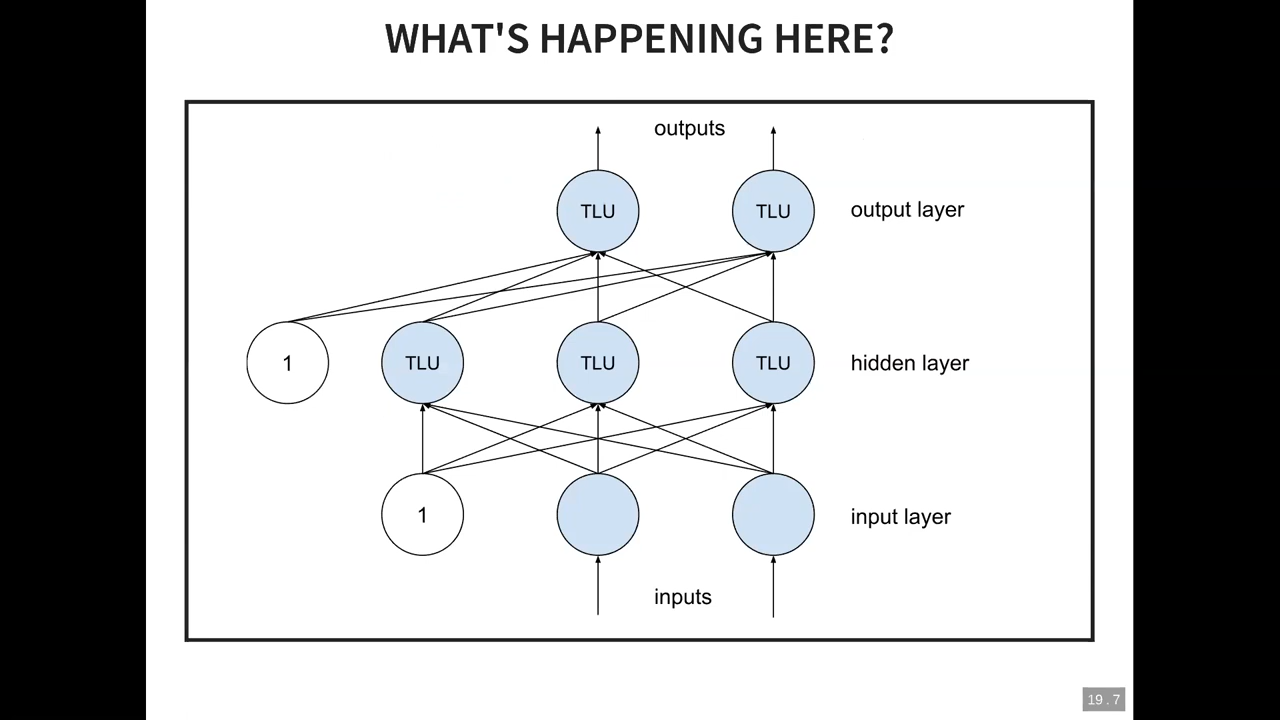 WHAT'S HAPPENING HERE?
outputs
TLU TLU output layer
1 TLU TLU TLU hidden layer
1 input layer
inputs
19 . 7